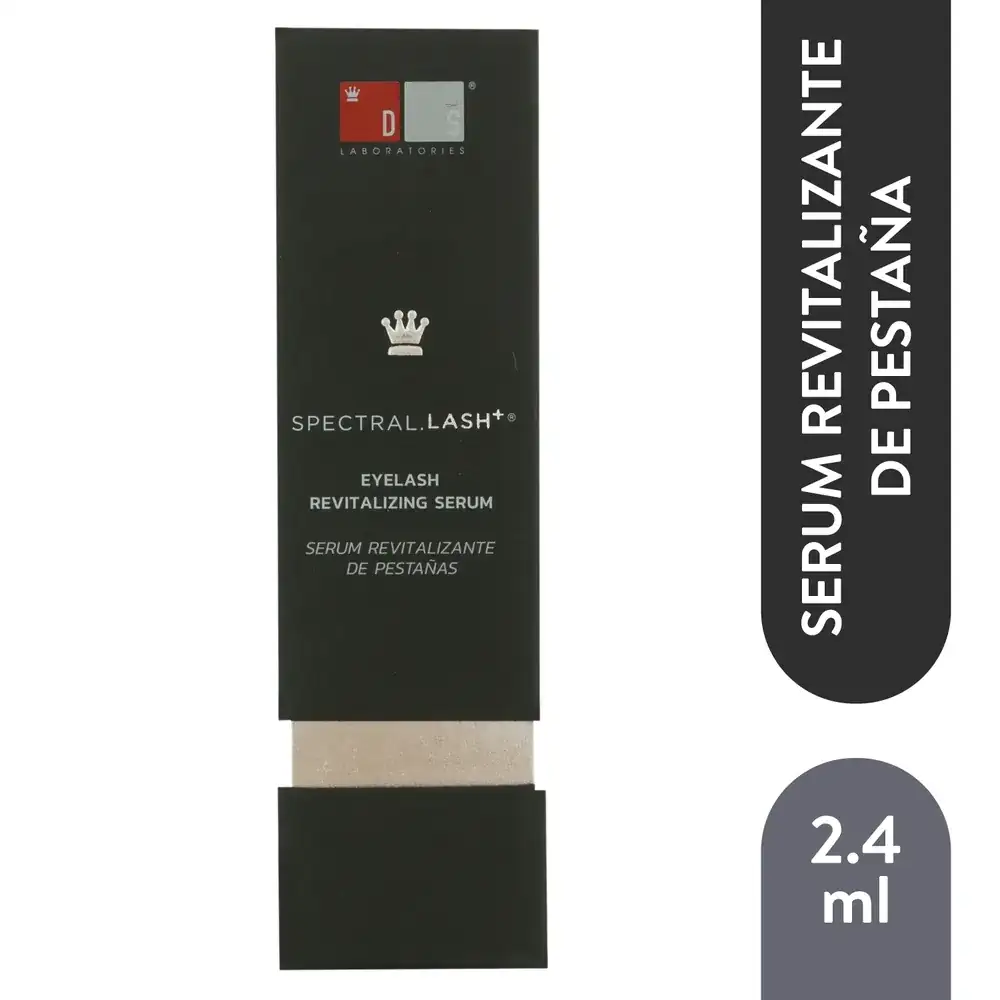 D S ®
LABORATORIES
SPECTRAL.LASH+®
EYELASH
REVITALIZING SERUM
SERUM REVITALIZANTE
DE PESTAÑAS
SERUM REVITALIZANTE
DE PESTAÑA
2.4
ml